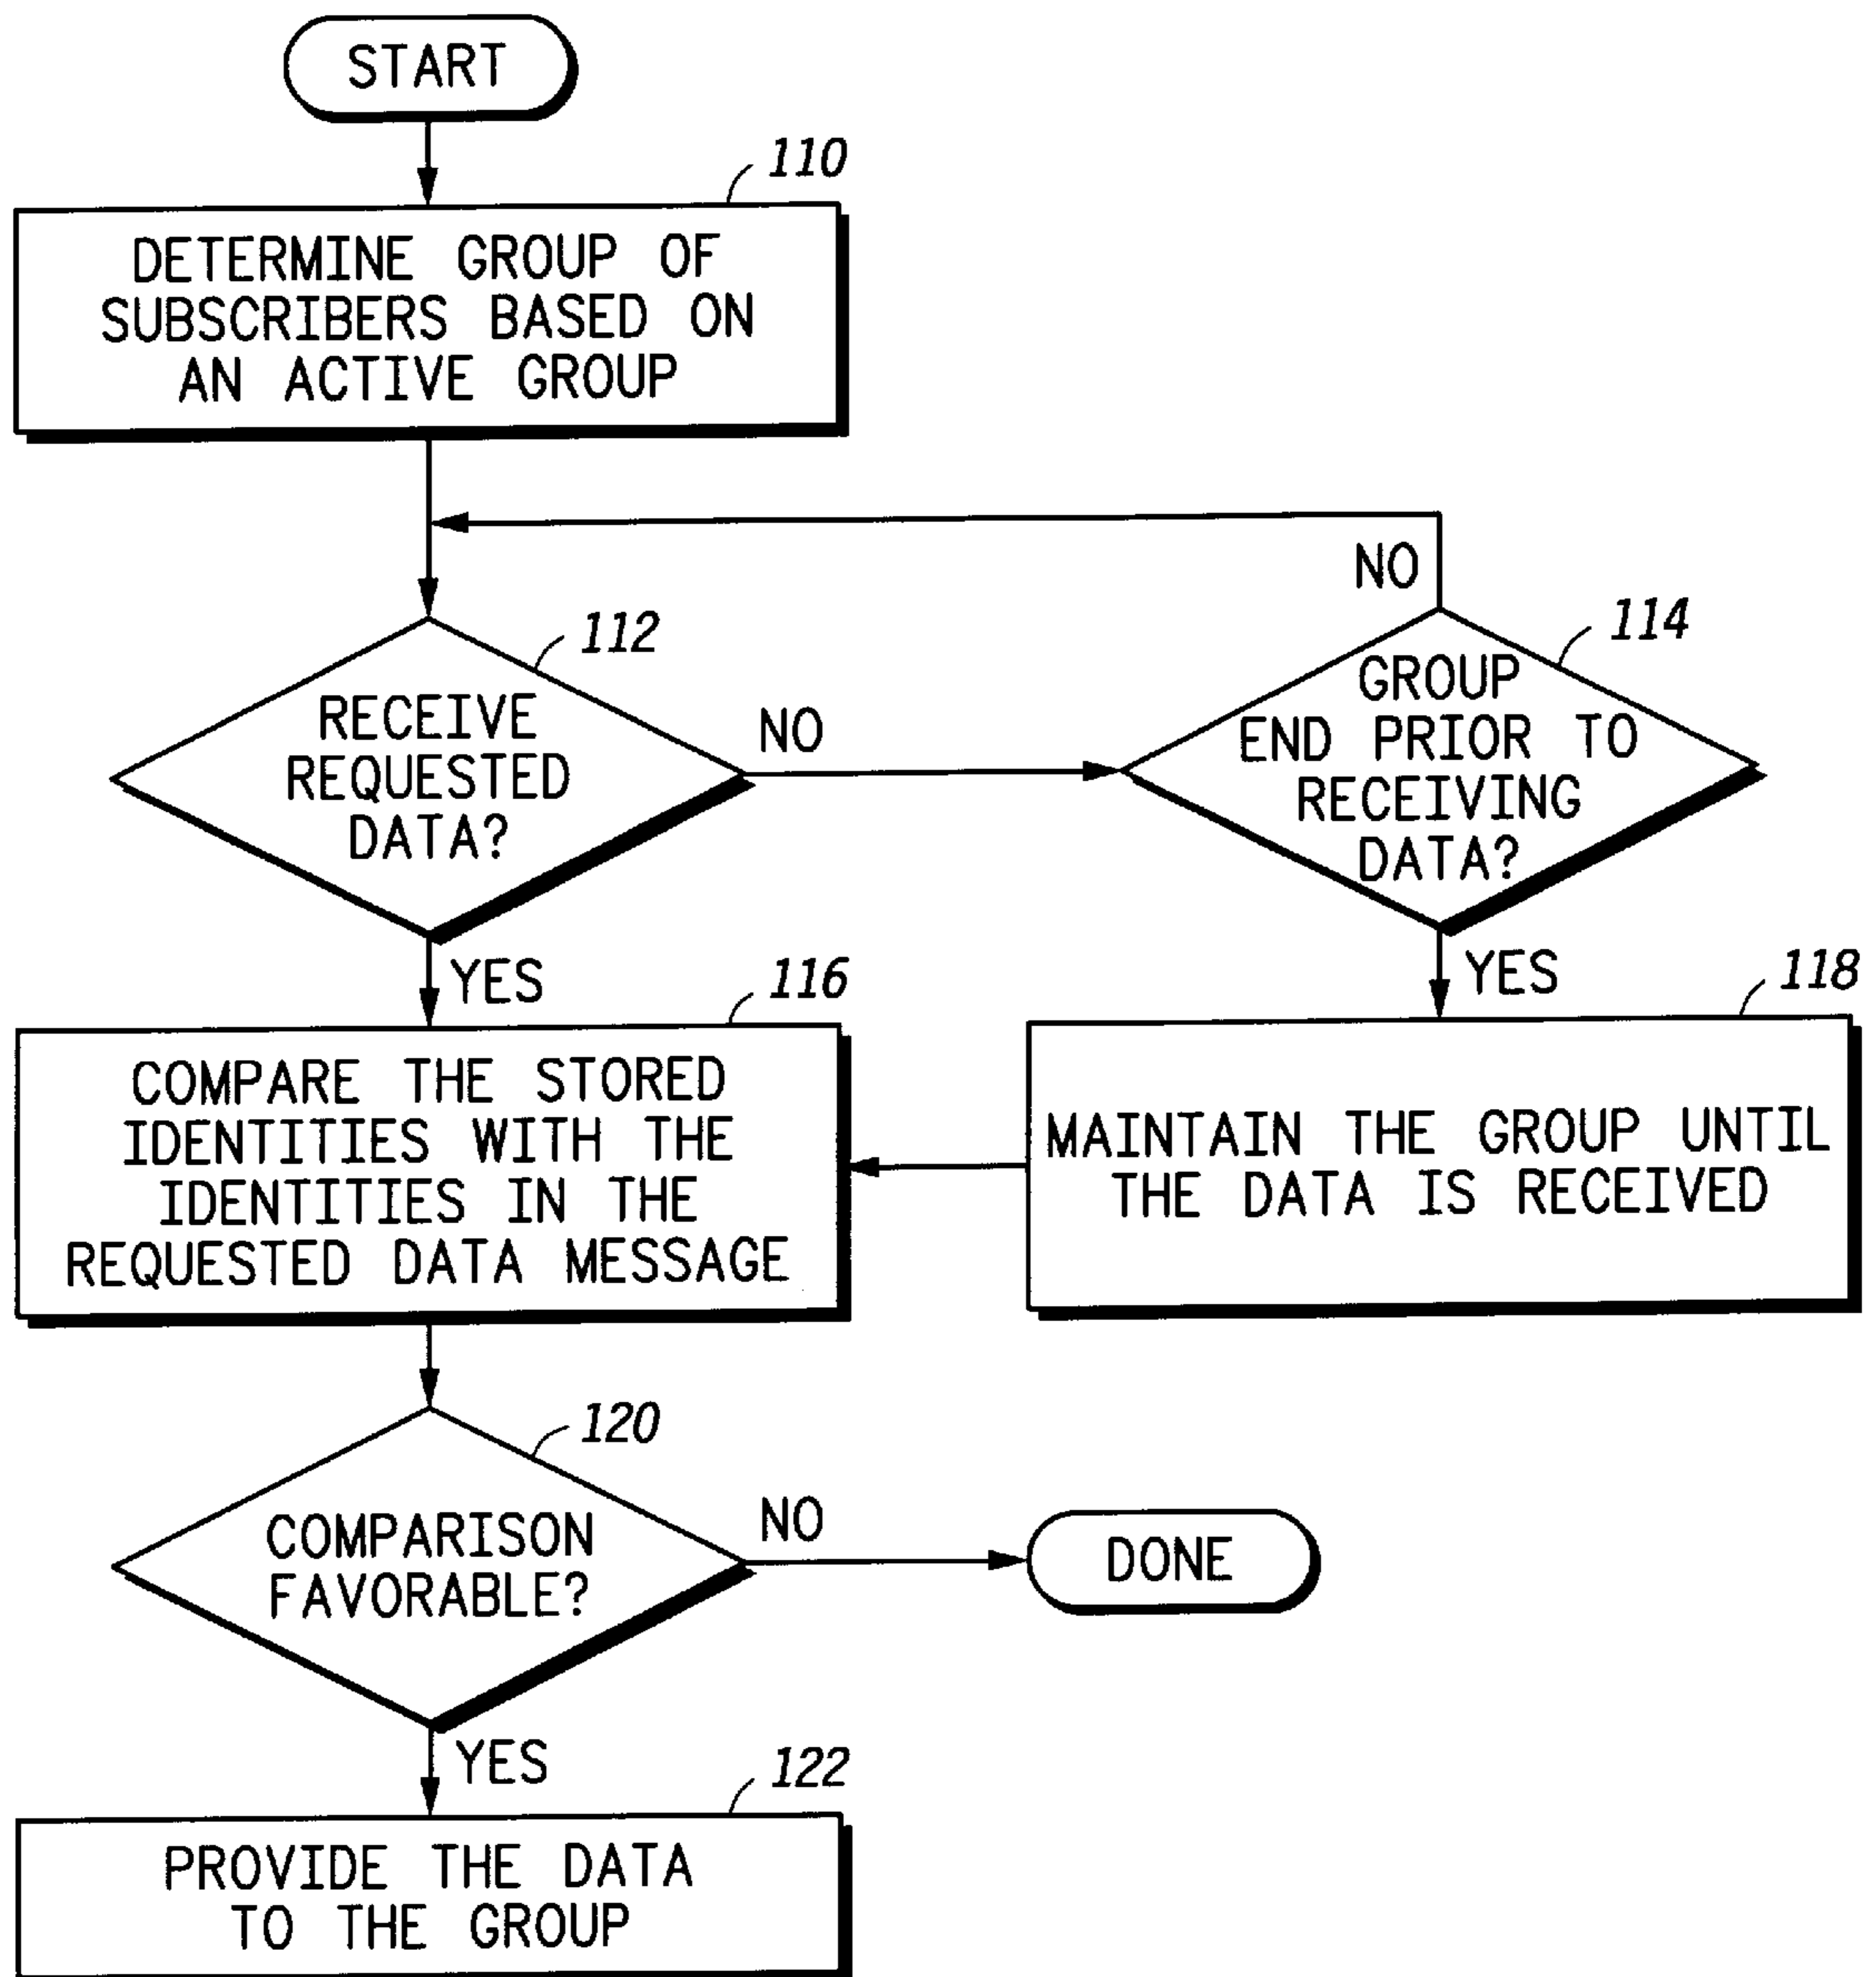 START
110
DETERMINE GROUP OF
SUBSCRIBERS BASED ON
AN ACTIVE GROUP
NO
112
RECEIVE
REQUESTED
DATA?
NO
114
GROUP
END PRIOR TO
RECEIVING
DATA?
YES
116
COMPARE THE STORED
IDENTITIES WITH THE
IDENTITIES IN THE
REQUESTED DATA MESSAGE
YES
118
MAINTAIN THE GROUP UNTIL
THE DATA IS RECEIVED
120
COMPARISON
FAVORABLE?
NO
DONE
YES
122
PROVIDE THE DATA
TO THE GROUP